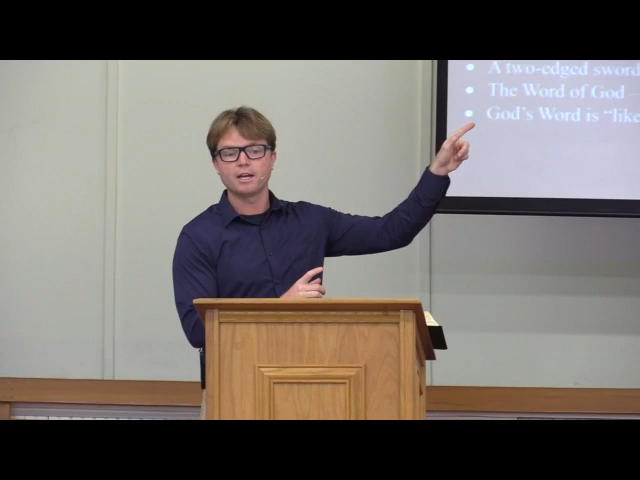 • A two-edged sword
• The Word of God –
• God's Word is “like